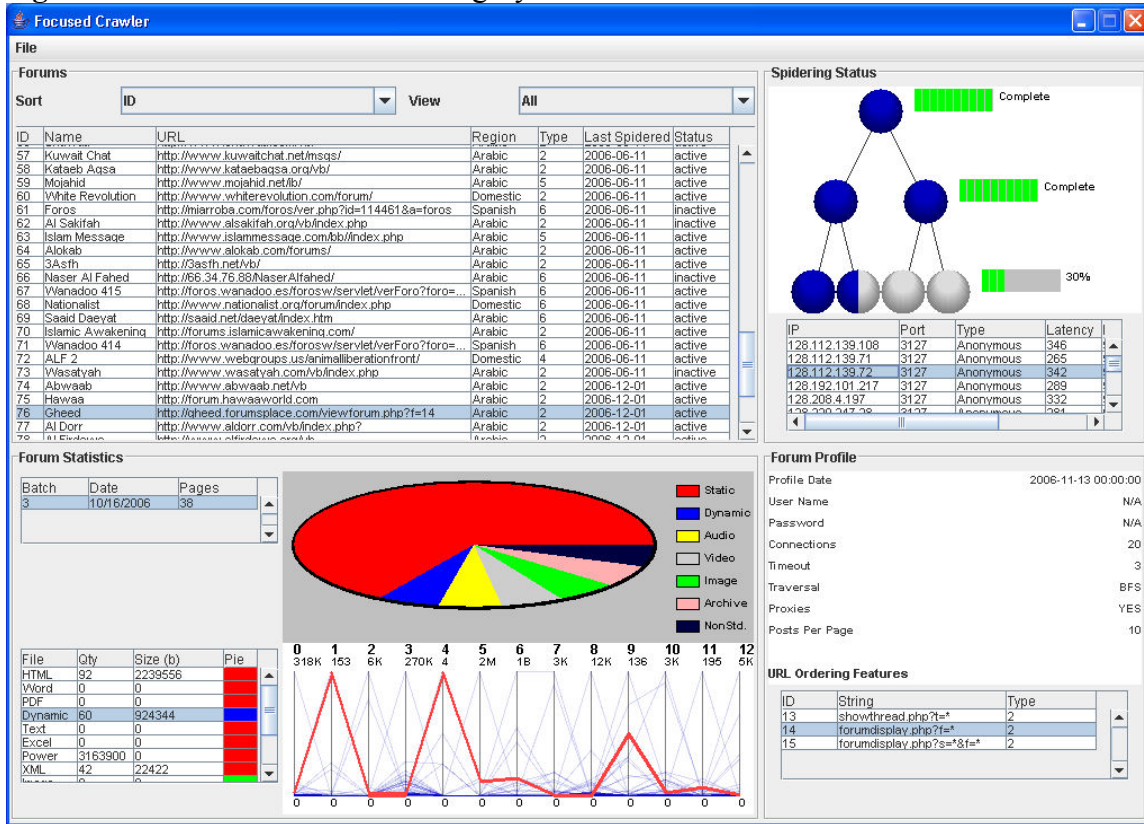 Focused Crawler
File
Forums
Sort ID View All
ID Name URL Region Type Last Spidered Status
57 Kuwait Chat http://www.kuwaitchat.net/msgs/ Arabic 2 2006-06-11 active
58 Kataeb Aqsa http://www.kataebaqsa.org/vb/ Arabic 2 2006-06-11 active
59 Mojahid http://www.mojahid.net/ib/ Arabic 5 2006-06-11 active
60 White Revolution http://www.whiterevolution.com/forum/ Domestic 2 2006-06-11 active
61 Foros http://miarroba.com/foros/ver.php?id=114461&a=foros Spanish 6 2006-06-11 inactive
62 Al Sakifah http://www.alsakifah.org/vb/index.php Arabic 2 2006-06-11 inactive
63 Islam Message http://www.islammessage.com/bb/index.php Arabic 5 2006-06-11 active
64 Alokab http://www.alokab.com/forums/ Arabic 2 2006-06-11 active
65 3Asfh http://3asfh.net/vb/ Arabic 2 2006-06-11 active
66 Naser Al Fahed http://66.34.76.88/NaserAlfahed/ Arabic 6 2006-06-11 inactive
67 Wanadoo 415 http://foros.wanadoo.es/forosw/servlet/verForo?foro=... Spanish 6 2006-06-11 active
68 Nationalist http://www.nationalist.org/forum/index.php Domestic 6 2006-06-11 active
69 Saaid Daeyat http://saaid.net/daeyat/index.htm Arabic 6 2006-06-11 active
70 Islamic Awakening http://forums.islamicawakening.com/ Arabic 2 2006-06-11 active
71 Wanadoo 414 http://foros.wanadoo.es/forosw/servlet/verForo?foro=... Spanish 6 2006-06-11 active
72 ALF 2 http://www.webgroups.us/animalliberationfront/ Domestic 4 2006-06-11 active
73 Wasatyah http://www.wasatyah.com/vb/index.php Arabic 2 2006-06-11 inactive
74 Abwaab http://www.abwaab.net/vb Arabic 2 2006-12-01 active
75 Hawaa http://forum.hawaaworld.com Arabic 2 2006-12-01 active
76 Gheed http://gheed.forumsplace.com/viewforum.php?f=14 Arabic 2 2006-12-01 active
77 Al Dorr http://www.aldorr.com/vb/index.php? Arabic 2 2006-12-01 active
Spidering Status
Complete
Complete
30%
IP Port Type Latency
128.112.139.108 3127 Anonymous 346
128.112.139.71 3127 Anonymous 265
128.112.139.72 3127 Anonymous 342
128.192.101.217 3127 Anonymous 289
128.208.4.197 3127 Anonymous 332
Forum Statistics
Batch Date Pages
3 10/16/2006 38
Static
Dynamic
Audio
Video
Image
Archive
NonStd.
File Qty Size (b) Pie
HTML 92 2239556
Word 0 0
PDF 0 0
Dynamic 60 924344
Text 0 0
Excel 0 0
Power 3163900 0
XML 42 22422
0 1 2 3 4 5 6 7 8 9 10 11 12
318K 153 6K 270K 4 2M 1B 3K 12K 136 3K 195 5K
0 0 0 0 0 0 0 0 0 0 0 0 0
Forum Profile
Profile Date 2006-11-13 00:00:00
User Name N/A
Password N/A
Connections 20
Timeout 3
Traversal BFS
Proxies YES
Posts Per Page 10
URL Ordering Features
ID String Type
13 showthread.php?t=* 2
14 forumdisplay.php?f=* 2
15 forumdisplay.php?s=*&f=* 2